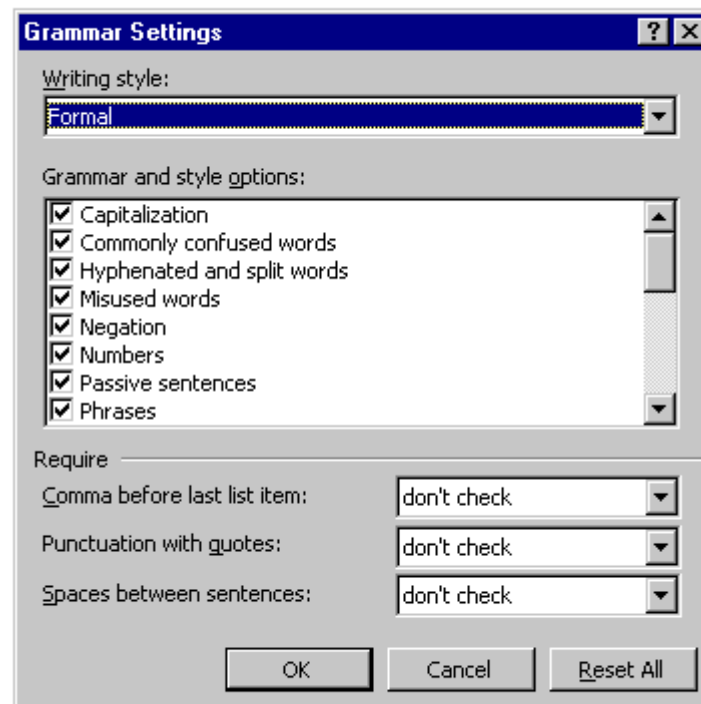 Grammar Settings
Writing style:
Formal
Grammar and style options:
Capitalization
Commonly confused words
Hyphenated and split words
Misused words
Negation
Numbers
Passive sentences
Phrases
Require
Comma before last list item: don't check
Punctuation with quotes: don't check
Spaces between sentences: don't check
OK Cancel Reset All